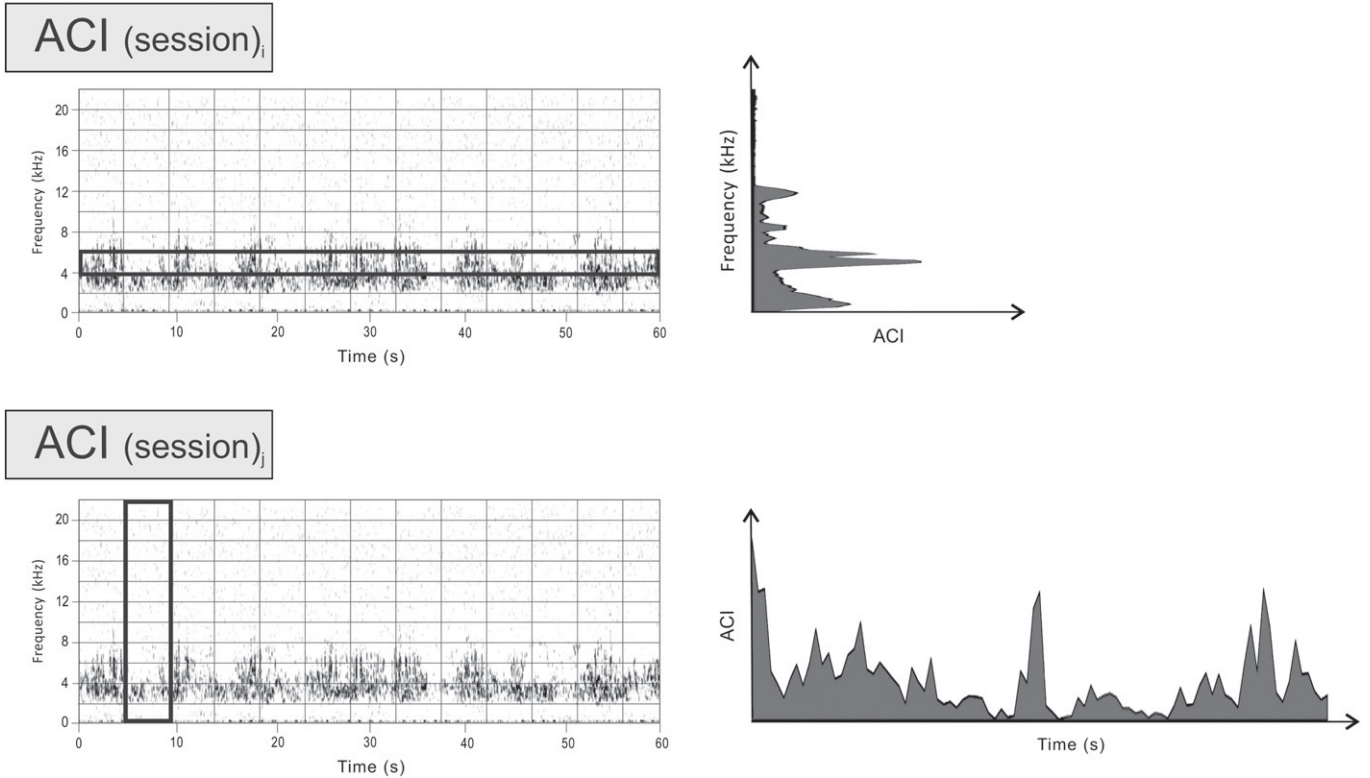 ACI (session)i
Frequency (kHz)
20
16
12
8
4
0
0 10 20 30 40 50 60
Time (s)
Frequency (kHz)
ACI
ACI (session)j
Frequency (kHz)
20
16
12
8
4
0
0 10 20 30 40 50 60
Time (s)
ACI
Time (s)